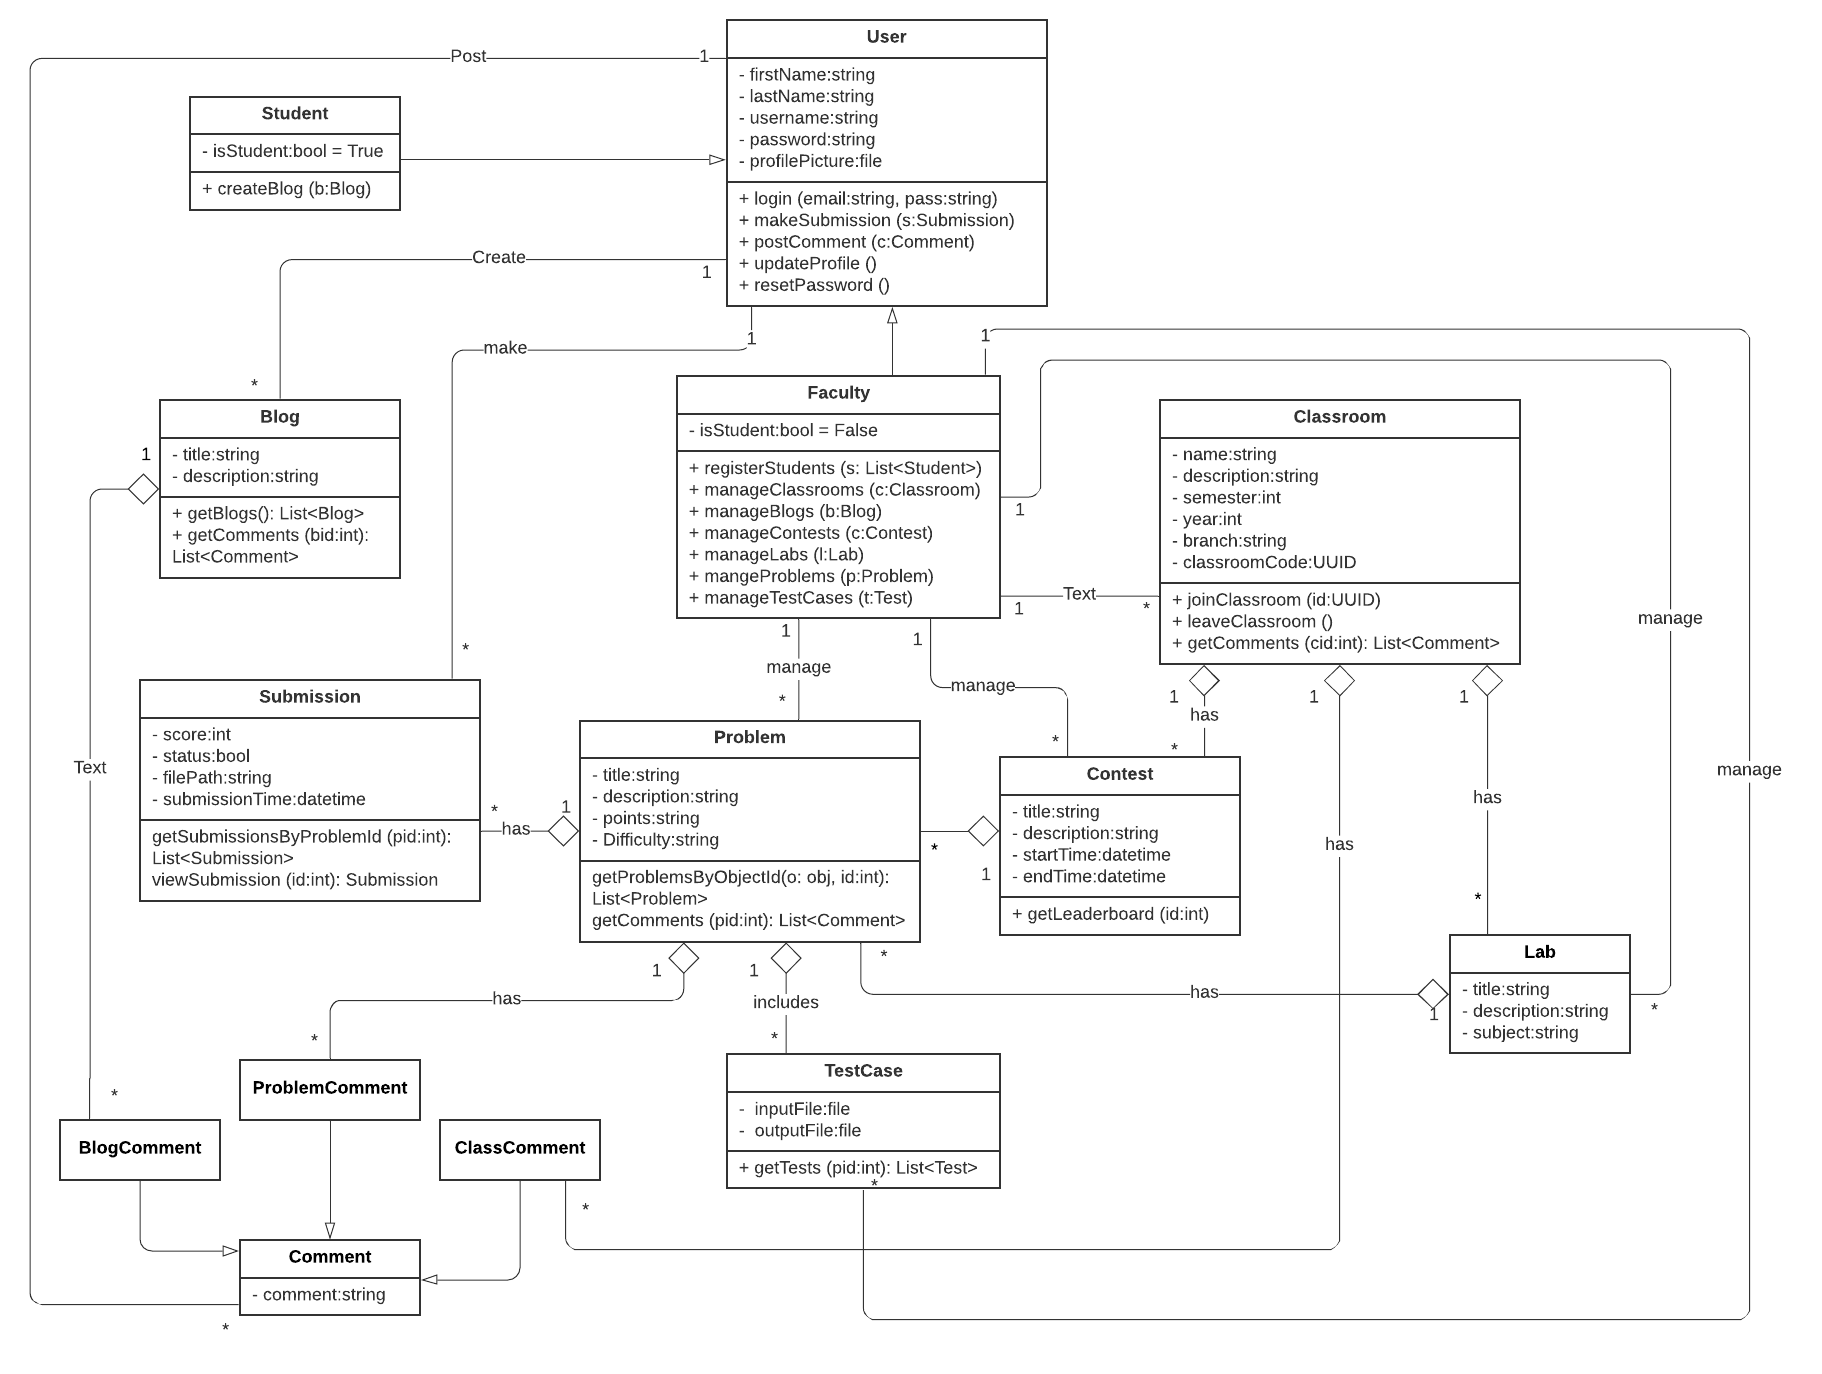 User
- firstName:string
- lastName:string
- username:string
- password:string
- profilePicture:file
+ login (email:string, pass:string)
+ makeSubmission (s:Submission)
+ postComment (c:Comment)
+ updateProfile ()
+ resetPassword ()
Post
1
Student
- isStudent:bool = True
+ createBlog (b:Blog)
Create
1
*
make
1
*
1
Blog
- title:string
- description:string
+ getBlogs(): List<Blog>
+ getComments (bid:int):
List<Comment>
1
Faculty
- isStudent:bool = False
+ registerStudents (s: List<Student>)
+ manageClassrooms (c:Classroom)
+ manageBlogs (b:Blog)
+ manageContests (c:Contest)
+ manageLabs (l:Lab)
+ mangeProblems (p:Problem)
+ manageTestCases (t:Test)
1
1
Text
*
Classroom
- name:string
- description:string
- semester:int
- year:int
- branch:string
- classroomCode:UUID
+ joinClassroom (id:UUID)
+ leaveClassroom ()
+ getComments (cid:int): List<Comment>
manage
manage
1
manage
*
1
manage
*
1
has
*
1
has
1
has
*
Submission
- score:int
- status:bool
- filePath:string
- submissionTime:datetime
getSubmissionsByProblemId (pid:int):
List<Submission>
viewSubmission (id:int): Submission
*
has
1
Problem
- title:string
- description:string
- points:string
- Difficulty:string
getProblemsByObjectId(o: obj, id:int):
List<Problem>
getComments (pid:int): List<Comment>
*
1
Contest
- title:string
- description:string
- startTime:datetime
- endTime:datetime
+ getLeaderboard (id:int)
Text
*
1
has
*
1
includes
*
*
has
1
Lab
- title:string
- description:string
- subject:string
*
ProblemComment
BlogComment
ClassComment
*
TestCase
- inputFile:file
- outputFile:file
+ getTests (pid:int): List<Test>
*
Comment
- comment:string
*